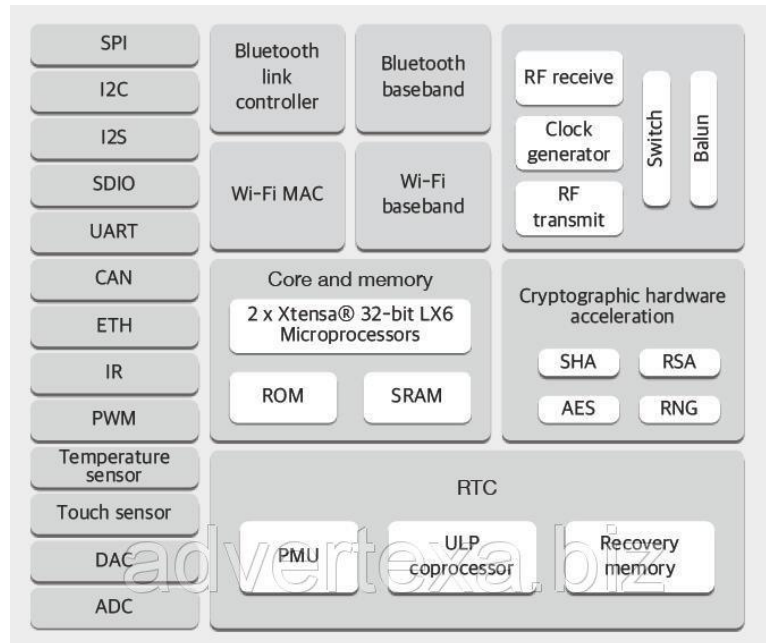 SPI
I2C
I2S
SDIO
UART
CAN
ETH
IR
PWM
Temperature
sensor
Touch sensor
DAC
ADC
Bluetooth
link
controller
Bluetooth
baseband
Wi-Fi MAC
Wi-Fi
baseband
RF receive
Clock
generator
RF
transmit
Switch
Balun
Core and memory
2 x Xtensa® 32-bit LX6
Microprocessors
ROM
SRAM
Cryptographic hardware
acceleration
SHA
RSA
AES
RNG
RTC
PMU
ULP
coprocessor
Recovery
memory
advertexa.biz